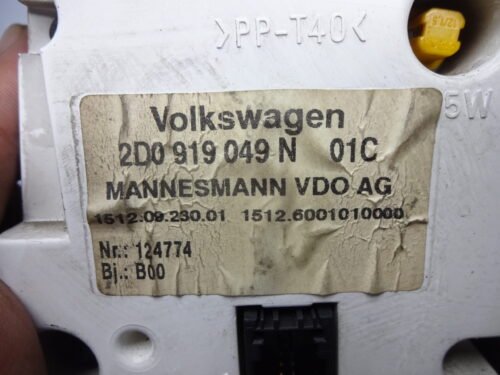 >PP-T40<
5W
Volkswagen
2D0 919 049 N 01C
MANNESMANN VDO AG
1512.09.230.01 1512.6001010000
Nr.: 124774
Bj.: B00